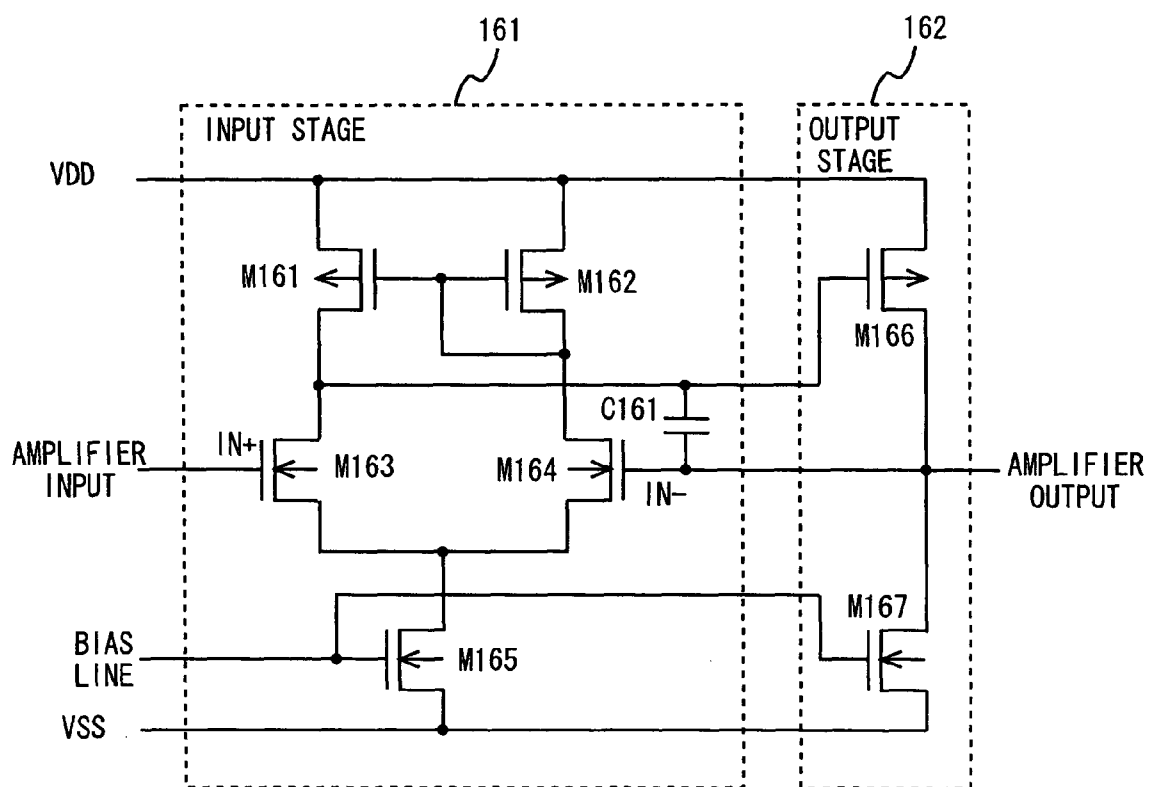 161
162
INPUT STAGE
OUTPUT
STAGE
VDD
M161
M162
M166
C161
AMPLIFIER
INPUT
IN+
M163
M164
IN-
AMPLIFIER
OUTPUT
M167
BIAS
LINE
M165
VSS